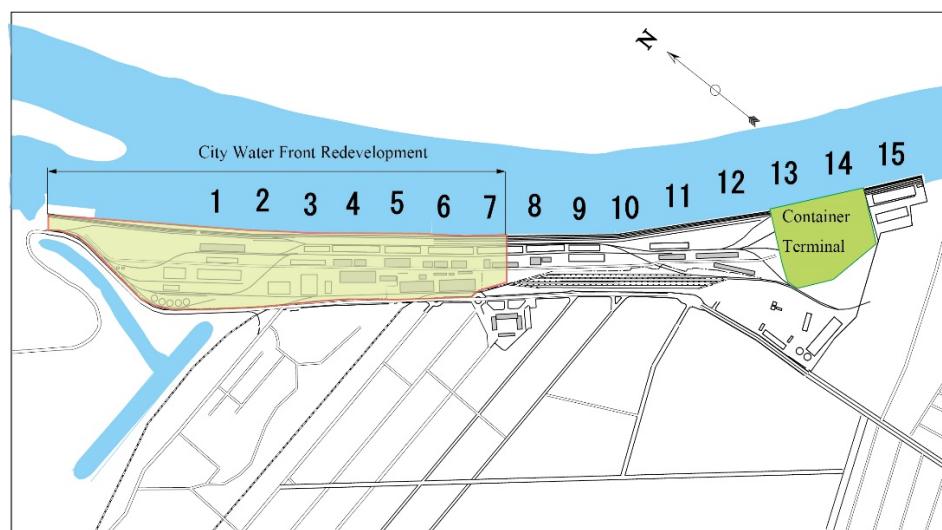 N
City Water Front Redevelopment
1 2 3 4 5 6 7 8 9 10 11 12 13 14 15
Container
Terminal